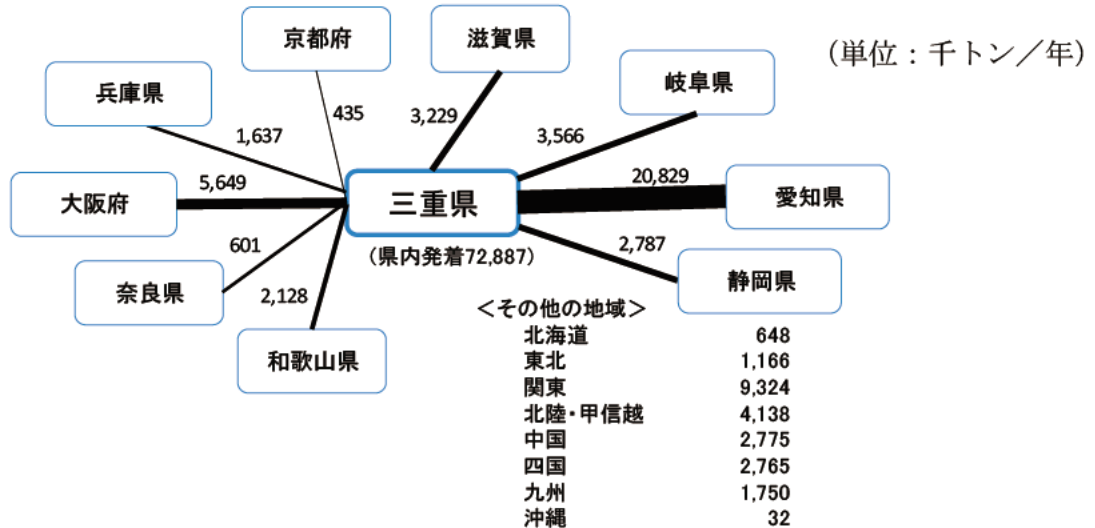 京都府
滋賀県
(単位：千トン／年)
兵庫県
岐阜県
435
3,229
1,637
3,566
大阪府
5,649
三重県
20,829
愛知県
601
(県内発着72,887)
2,787
奈良県
2,128
静岡県
和歌山県
＜その他の地域＞
北海道 648
東北 1,166
関東 9,324
北陸・甲信越 4,138
中国 2,775
四国 2,765
九州 1,750
沖縄 32